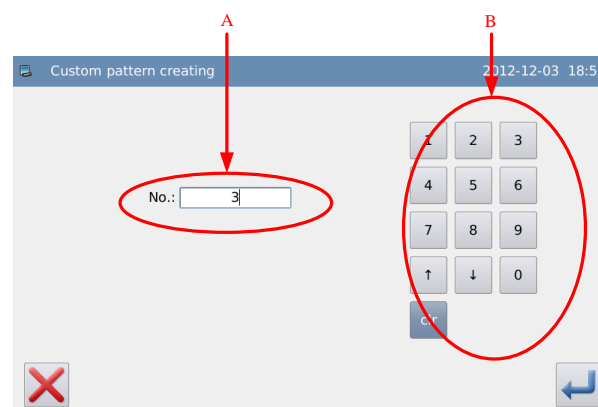 A B
Custom pattern creating 2012-12-03 18:5
1 2 3
No.: 3
4 5 6
7 8 9
↑ ↓ 0
clr